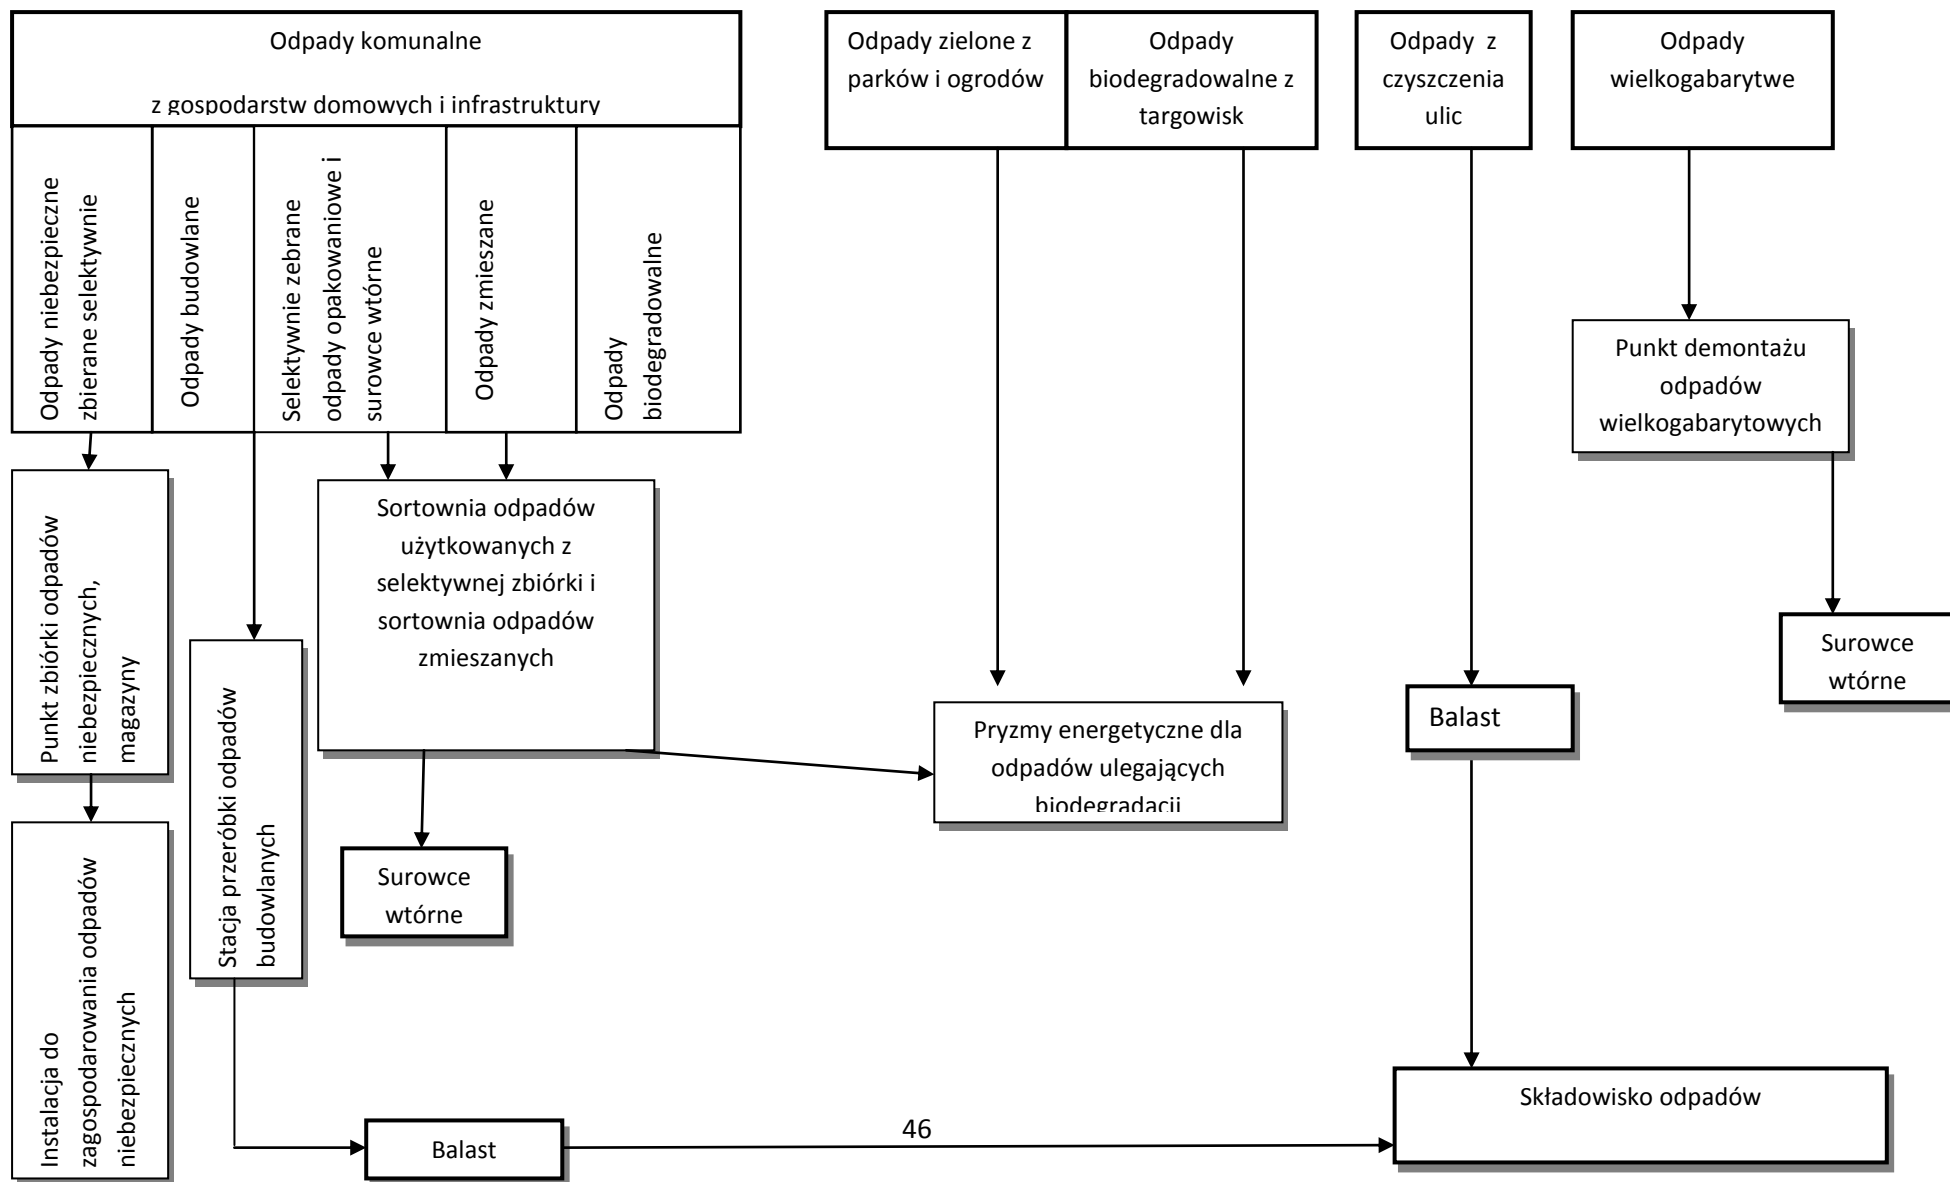 Odpady komunalne
z gospodarstw domowych i infrastruktury
Odpady zielone z
parków i ogrodów
Odpady
biodegradowalne z
targowisk
Odpady z
czyszczenia
ulic
Odpady
wielkogabarytwe
Odpady niebezpieczne
zbierane selektywnie
Odpady budowlane
Selektywnie zebrane
odpady opakowaniowe i
surowce wtórne
Odpady zmieszane
Odpady
biodegradowalne
Punkt demontażu
odpadów
wielkogabarytowych
Punkt zbiórki odpadów
niebezpiecznych,
magazyny
Sortownia odpadów
użytkowanych z
selektywnej zbiórki i
sortownia odpadów
zmieszanych
Surowce
wtórne
Stacja przeróbki odpadów
budowlanych
Balast
Pryzmy energetyczne dla
odpadów ulegających
biodegradacji
Instalacja do
zagospodarowania odpadów
niebezpiecznych
Surowce
wtórne
Składowisko odpadów
46
Balast